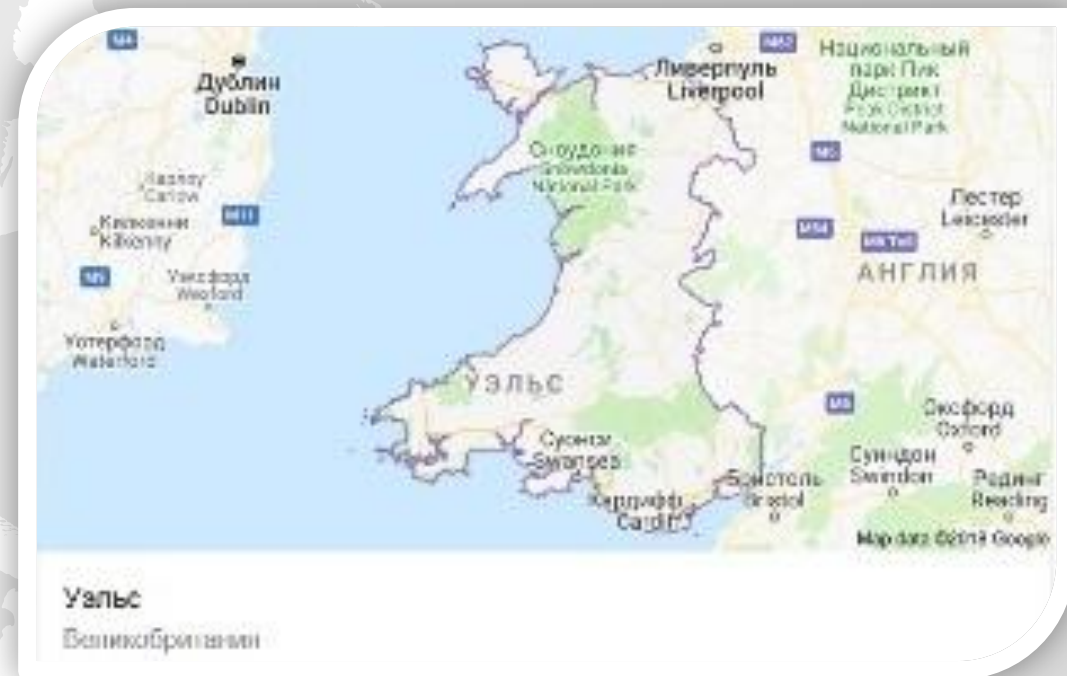 M4
Дублин
Dublin
Ливерпуль
Liverpool
Национальный
парк Пик
Дистрикт
Peak District
National Park
Сноудония
Snowdonia
National Park
M6
Карлоу
Carlow
M11
Килкенни
Kilkenny
Лестер
Leicester
M54
M6 Toll
АНГЛИЯ
M9
Уэксфорд
Wexford
Уотерфорд
Waterford
УЭЛЬС
M5
Оксфорд
Oxford
Суонси
Swansea
Суиндон
Swindon
Бристоль
Bristol
Рединг
Reading
Кардифф
Cardiff
Map data ©2018 Google
Уэльс
Великобритания